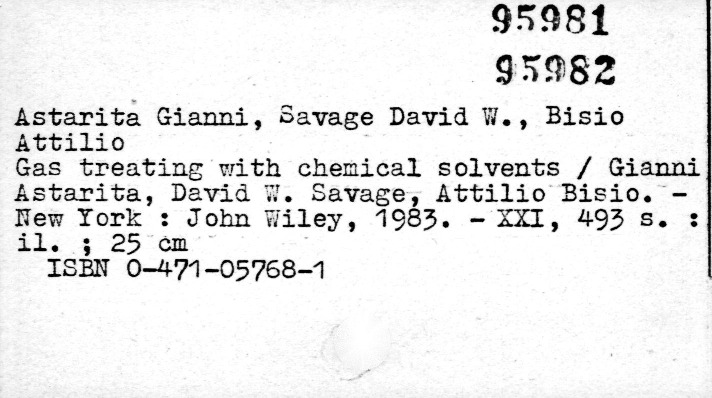 95981
95982
Astarita Gianni, Savage David W., Bisio
Attilio
Gas treating with chemical solvents / Gianni
Astarita, David W. Savage, Attilio Bisio. -
New York : John Wiley, 1983. - XXI, 493 s. :
il. ; 25 cm
ISBN 0-471-05768-1